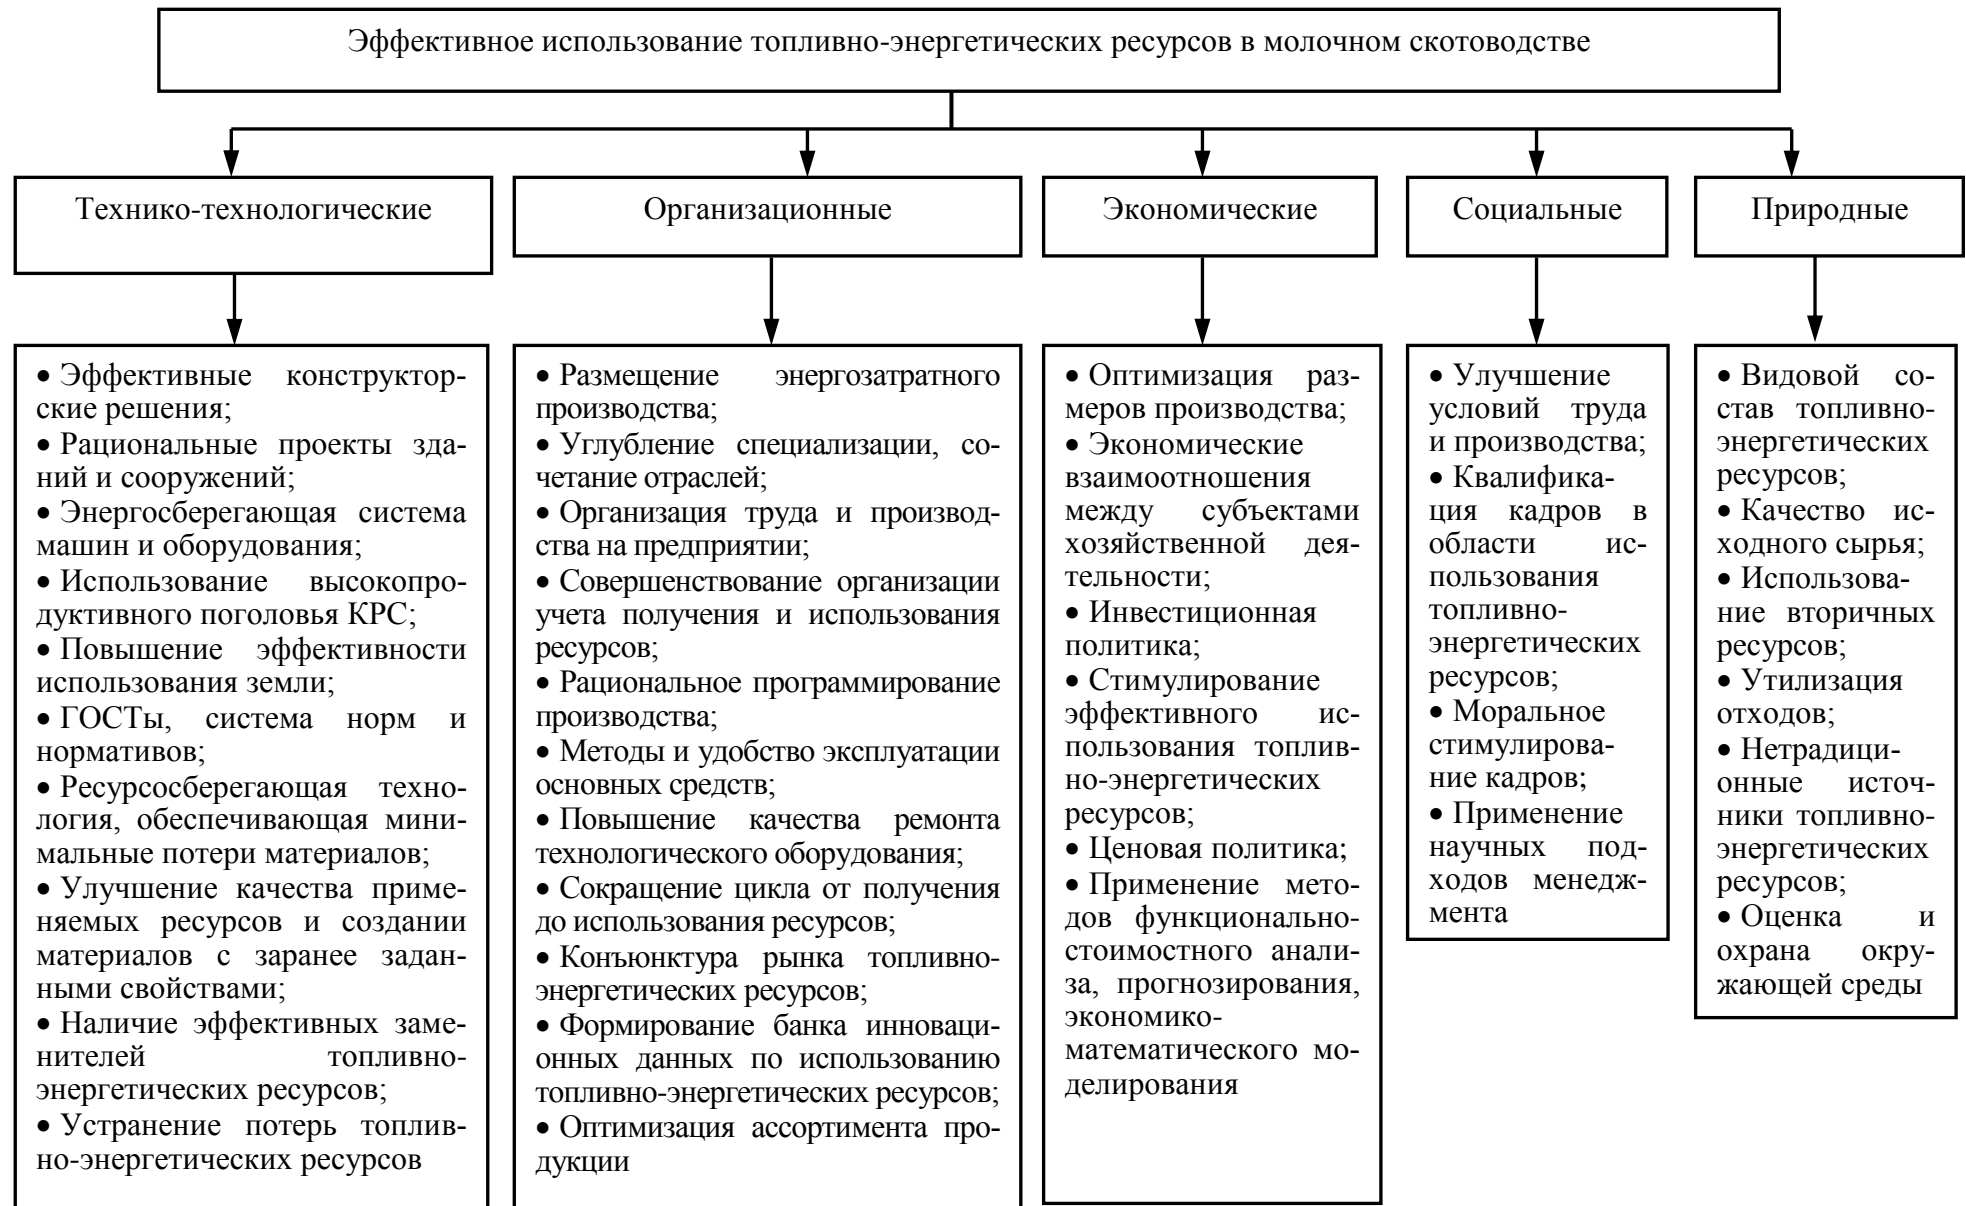 Эффективное использование топливно-энергетических ресурсов в молочном скотоводстве
Технико-технологические
Организационные
Экономические
Социальные
Природные
• Эффективные конструктор-
ские решения;
• Рациональные проекты зда-
ний и сооружений;
• Энергосберегающая система
машин и оборудования;
• Использование высокопро-
дуктивного поголовья КРС;
• Повышение эффективности
использования земли;
• ГОСТы, система норм и
нормативов;
• Ресурсосберегающая техно-
логия, обеспечивающая мини-
мальные потери материалов;
• Улучшение качества приме-
няемых ресурсов и создании
материалов с заранее задан-
ными свойствами;
• Наличие эффективных заме-
нителей топливно-
энергетических ресурсов;
• Устранение потерь топлив-
но-энергетических ресурсов
• Размещение энергозатратного
производства;
• Углубление специализации, со-
четание отраслей;
• Организация труда и производ-
ства на предприятии;
• Совершенствование организации
учета получения и использования
ресурсов;
• Рациональное программирование
производства;
• Методы и удобство эксплуатации
основных средств;
• Повышение качества ремонта
технологического оборудования;
• Сокращение цикла от получения
до использования ресурсов;
• Конъюнктура рынка топливно-
энергетических ресурсов;
• Формирование банка инноваци-
онных данных по использованию
топливно-энергетических ресурсов;
• Оптимизация ассортимента про-
дукции
• Оптимизация раз-
меров производства;
• Экономические
взаимоотношения
между субъектами
хозяйственной дея-
тельности;
• Инвестиционная
политика;
• Стимулирование
эффективного ис-
пользования топлив-
но-энергетических
ресурсов;
• Ценовая политика;
• Применение мето-
дов функционально-
стоимостного анали-
за, прогнозирования,
экономико-
математического мо-
делирования
• Улучшение
условий труда
и производства;
• Квалифика-
ция кадров в
области ис-
пользования
топливно-
энергетических
ресурсов;
• Моральное
стимулирова-
ние кадров;
• Применение
научных под-
ходов менедж-
мента
• Видовой со-
став топливно-
энергетических
ресурсов;
• Качество ис-
ходного сырья;
• Использова-
ние вторичных
ресурсов;
• Утилизация
отходов;
• Нетрадици-
онные источ-
ники топливно-
энергетических
ресурсов;
• Оценка и
охрана окру-
жающей среды